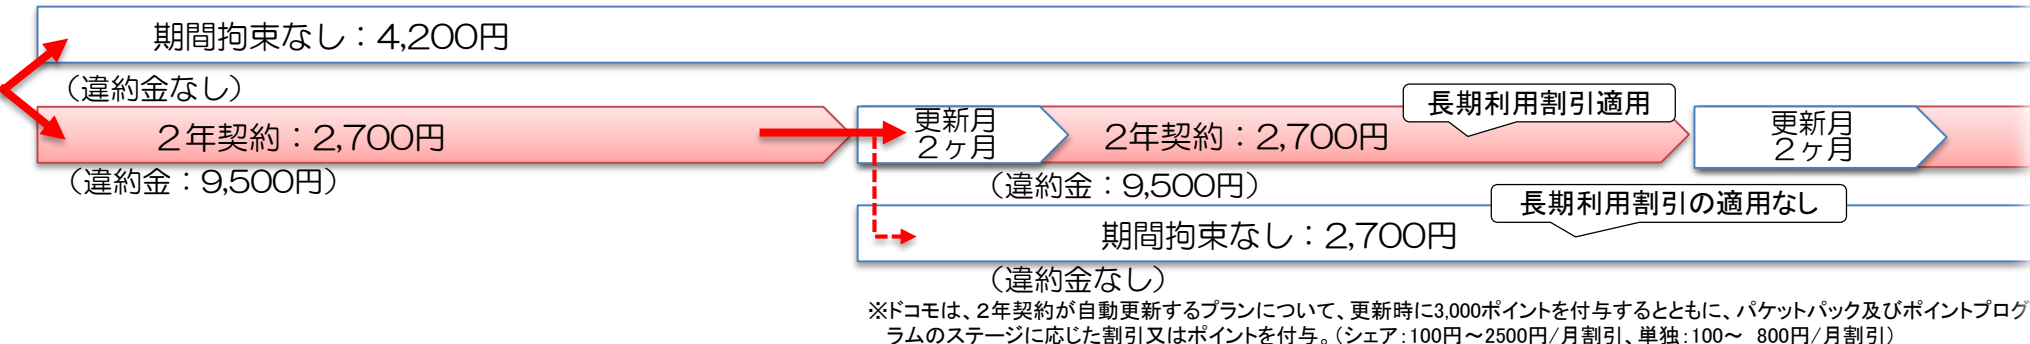 期間拘束なし：4,200円
（違約金なし）
２年契約：2,700円
（違約金：9,500円）
更新月
２ヶ月
2年契約：2,700円
長期利用割引適用
（違約金：9,500円）
更新月
２ヶ月
長期利用割引の適用なし
期間拘束なし：2,700円
（違約金なし）
※ドコモは、２年契約が自動更新するプランについて、更新時に3,000ポイントを付与するとともに、パケットパック及びポイントプログ
ラムのステージに応じた割引又はポイントを付与。（シェア：100円～2500円/月割引、単独：100～ 800円/月割引）